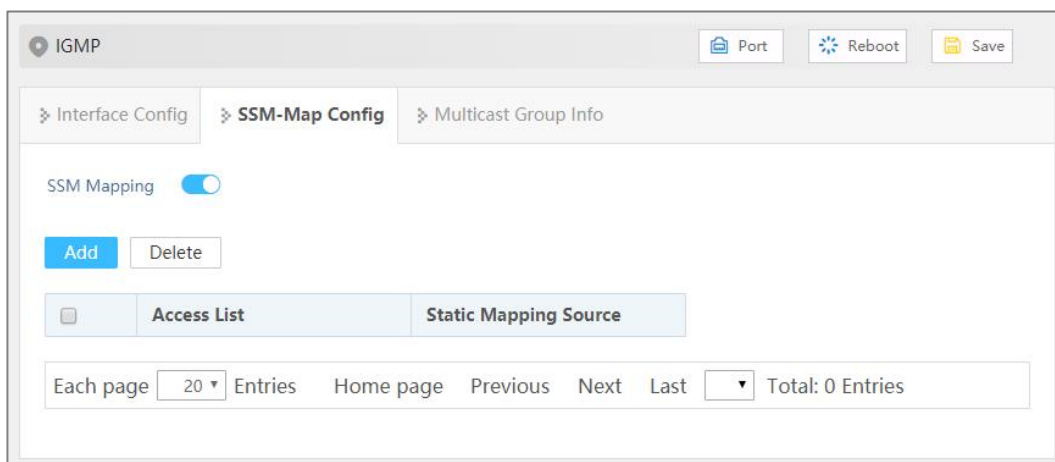 IGMP Port Reboot Save
Interface Config SSM-Map Config Multicast Group Info
SSM Mapping
Add Delete
Access List Static Mapping Source
Each page 20 Entries Home page Previous Next Last Total: 0 Entries